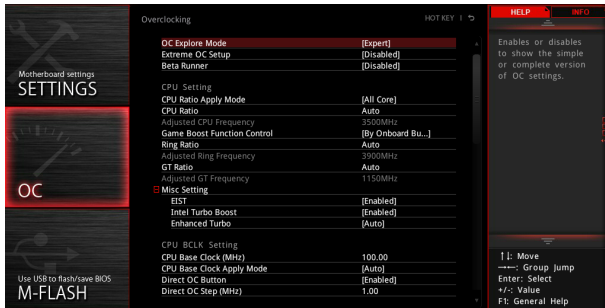 Overclocking
HOT KEY
HELP
INFO
OC Explore Mode [Expert]
Extreme OC Setup [Disabled]
Beta Runner [Disabled]
CPU Setting
CPU Ratio Apply Mode [All Core]
CPU Ratio Auto
Adjusted CPU Frequency 3500MHz
Game Boost Function Control [By Onboard Bu...]
Ring Ratio Auto
Adjusted Ring Frequency 3900MHz
GT Ratio Auto
Adjusted GT Frequency 1150MHz
Misc Setting
EIST [Enabled]
Intel Turbo Boost [Enabled]
Enhanced Turbo [Auto]
CPU BCLK Setting
CPU Base Clock (MHz) 100.00
CPU Base Clock Apply Mode [Auto]
Direct OC Button [Enabled]
Direct OC Step (MHz) 1.00
Motherboard settings
SETTINGS
OC
Use USB to flash/save BIOS
M-FLASH
Enables or disables
to show the simple
or complete version
of OC settings.
↑↓: Move
→←: Group Jump
Enter: Select
+/-: Value
F1: General Help